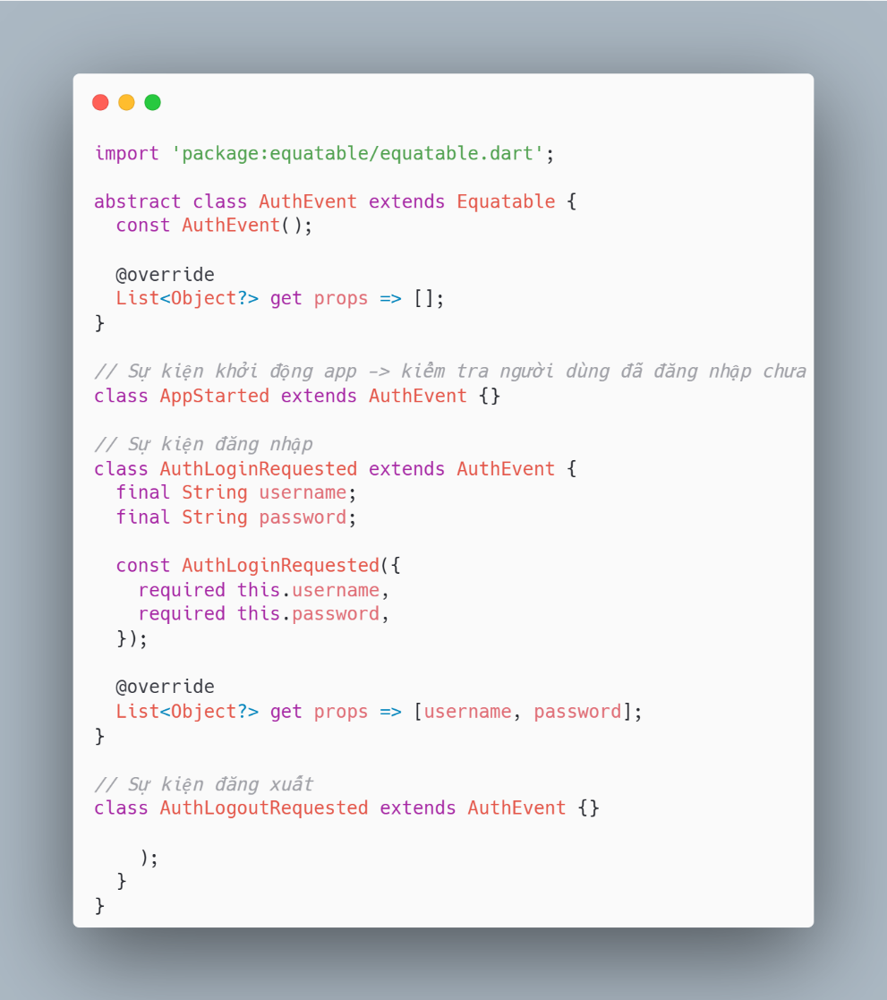 import 'package:equatable/equatable.dart';
abstract class AuthEvent extends Equatable {
  const AuthEvent();
  @override
  List<Object?> get props => [];
}
// Sự kiện khởi động app -> kiểm tra người dùng đã đăng nhập chưa
class AppStarted extends AuthEvent {}
// Sự kiện đăng nhập
class AuthLoginRequested extends AuthEvent {
  final String username;
  final String password;
  const AuthLoginRequested({
    required this.username,
    required this.password,
  });
  @override
  List<Object?> get props => [username, password];
}
// Sự kiện đăng xuất
class AuthLogoutRequested extends AuthEvent {}
    );
  }
}